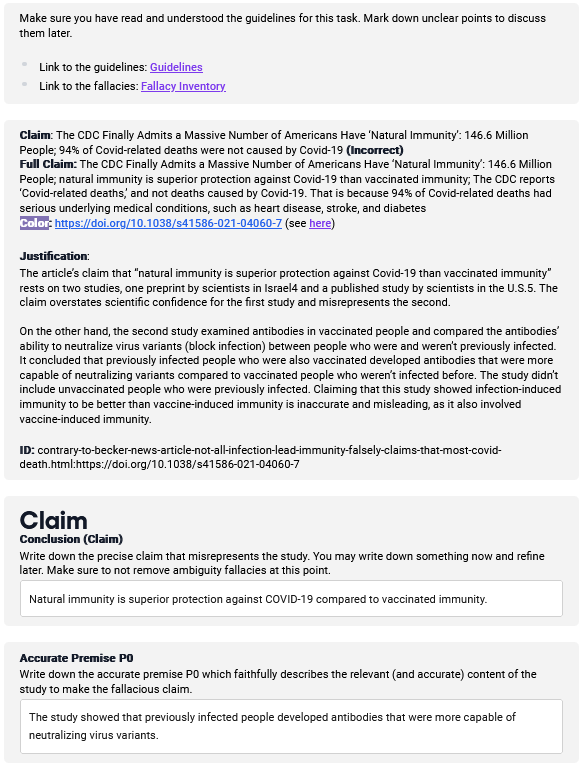 Make sure you have read and understood the guidelines for this task. Mark down unclear points to discuss
them later.
Link to the guidelines: Guidelines
Link to the fallacies: Fallacy Inventory
Claim: The CDC Finally Admits a Massive Number of Americans Have ‘Natural Immunity’: 146.6 Million
People; 94% of Covid-related deaths were not caused by Covid-19 (Incorrect)
Full Claim: The CDC Finally Admits a Massive Number of Americans Have ‘Natural Immunity’: 146.6 Million
People; natural immunity is superior protection against Covid-19 than vaccinated immunity; The CDC reports
‘Covid-related deaths,’ and not deaths caused by Covid-19. That is because 94% of Covid-related deaths had
serious underlying medical conditions, such as heart disease, stroke, and diabetes
Color: https://doi.org/10.1038/s41586-021-04060-7 (see here)
Justification:
The article’s claim that “natural immunity is superior protection against Covid-19 than vaccinated immunity”
rests on two studies, one preprint by scientists in Israel4 and a published study by scientists in the U.S.5. The
claim overstates scientific confidence for the first study and misrepresents the second.
On the other hand, the second study examined antibodies in vaccinated people and compared the antibodies’
ability to neutralize virus variants (block infection) between people who were and weren’t previously infected.
It concluded that previously infected people who were also vaccinated developed antibodies that were more
capable of neutralizing variants compared to vaccinated people who weren’t infected before. The study didn’t
include unvaccinated people who were previously infected. Claiming that this study showed infection-induced
immunity to be better than vaccine-induced immunity is inaccurate and misleading, as it also involved
vaccine-induced immunity.
ID: contrary-to-becker-news-article-not-all-infection-lead-immunity-falsely-claims-that-most-covid-
death.html:https://doi.org/10.1038/s41586-021-04060-7
Claim
Conclusion (Claim)
Write down the precise claim that misrepresents the study. You may write down something now and refine
later. Make sure to not remove ambiguity fallacies at this point.
Natural immunity is superior protection against COVID-19 compared to vaccinated immunity.
Accurate Premise P0
Write down the accurate premise P0 which faithfully describes the relevant (and accurate) content of the
study to make the fallacious claim.
The study showed that previously infected people developed antibodies that were more capable of
neutralizing virus variants.